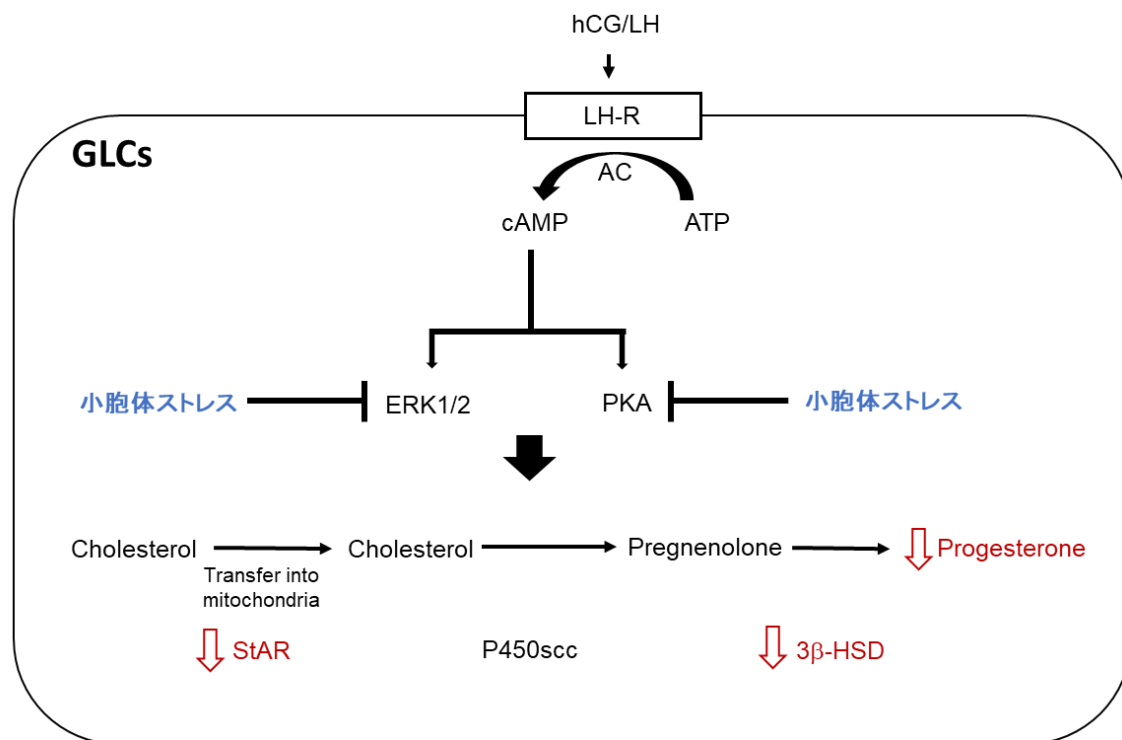 hCG/LH
LH-R
GLCs
AC
cAMP
ATP
小胞体ストレス
ERK1/2
PKA
小胞体ストレス
Cholesterol
Transfer into
mitochondria
Cholesterol
Pregnenolone
Progesterone
StAR
P450scc
3β-HSD